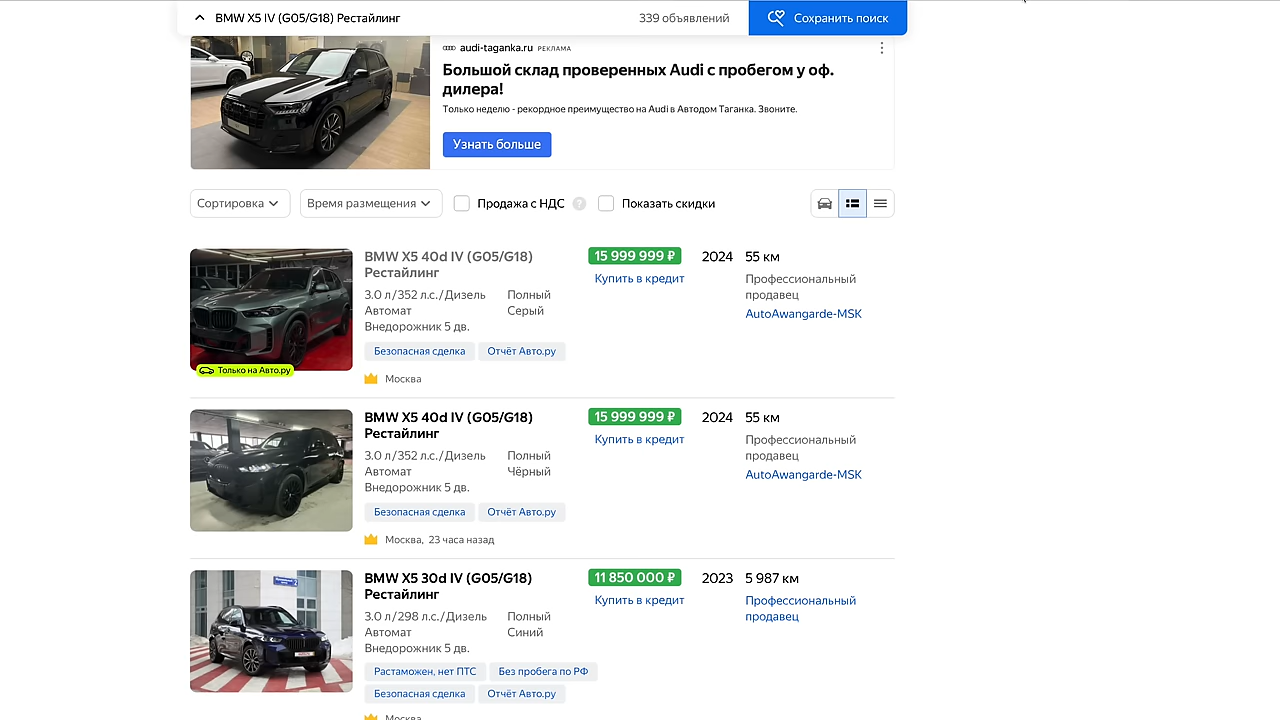 BMW X5 IV (G05/G18) Рестайлинг
339 объявлений
Сохранить поиск
audi-taganka.ru РЕКЛАМА
Большой склад проверенных Audi с пробегом у оф.
дилера!
Только неделю - рекордное преимущество на Audi в Автодом Таганка. Звоните.
Узнать больше
Сортировка
Время размещения
Продажа с НДС ?
Показать скидки
BMW X5 40d IV (G05/G18)
Рестайлинг
15 999 999 ₽
2024
55 км
Купить в кредит
Профессиональный
продавец
AutoAwangarde-MSK
3.0 л/352 л.с./Дизель
Полный
Автомат
Серый
Внедорожник 5 дв.
Безопасная сделка
Отчёт Авто.ру
Только на Авто.ру
Москва
BMW X5 40d IV (G05/G18)
Рестайлинг
15 999 999 ₽
2024
55 км
Купить в кредит
Профессиональный
продавец
AutoAwangarde-MSK
3.0 л/352 л.с./Дизель
Полный
Автомат
Чёрный
Внедорожник 5 дв.
Безопасная сделка
Отчёт Авто.ру
Москва, 23 часа назад
BMW X5 30d IV (G05/G18)
Рестайлинг
11 850 000 ₽
2023
5 987 км
Купить в кредит
Профессиональный
продавец
3.0 л/298 л.с./Дизель
Полный
Автомат
Синий
Внедорожник 5 дв.
Растаможен, нет ПТС
Без пробега по РФ
Безопасная сделка
Отчёт Авто.ру
Москва